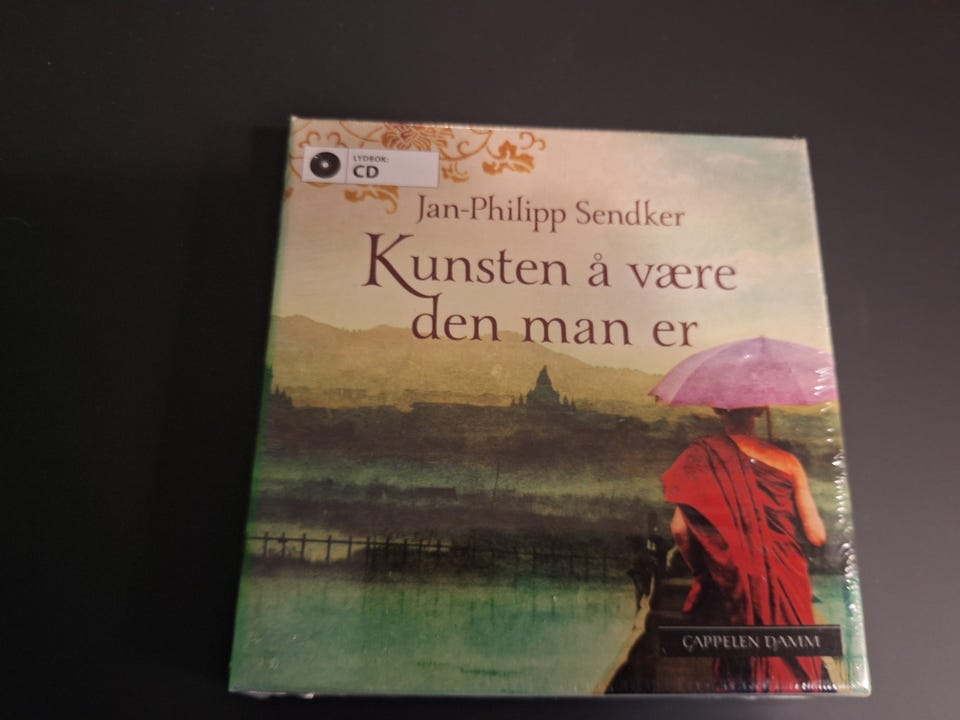 LYDBOK:
CD
Jan-Philipp Sendker
Kunsten å være
den man er
CAPPELEN DAMM